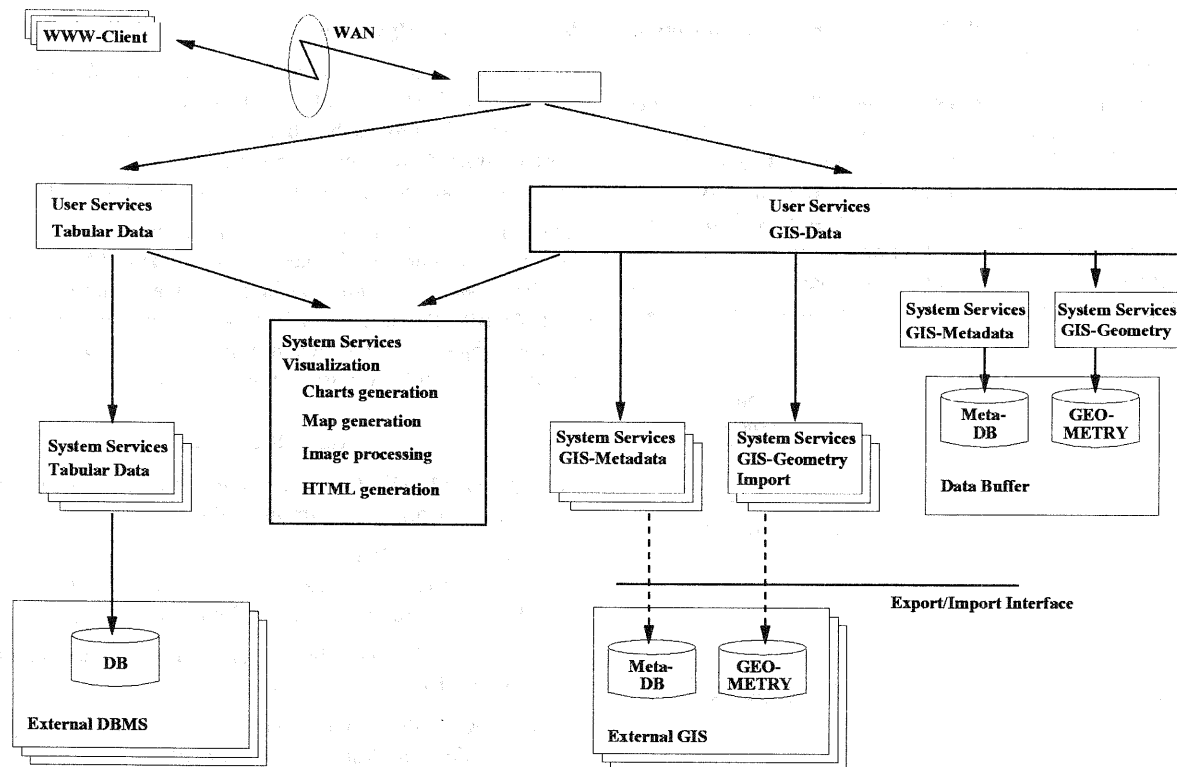 WWW-Client
WAN
User Services
Tabular Data
User Services
GIS-Data
System Services
GIS-Metadata
System Services
GIS-Geometry
System Services
Visualization
Charts generation
Map generation
Image processing
HTML generation
Meta-
DB
GEO-
METRY
Data Buffer
System Services
Tabular Data
System Services
GIS-Metadata
System Services
GIS-Geometry
Import
Export/Import Interface
DB
External DBMS
Meta-
DB
GEO-
METRY
External GIS